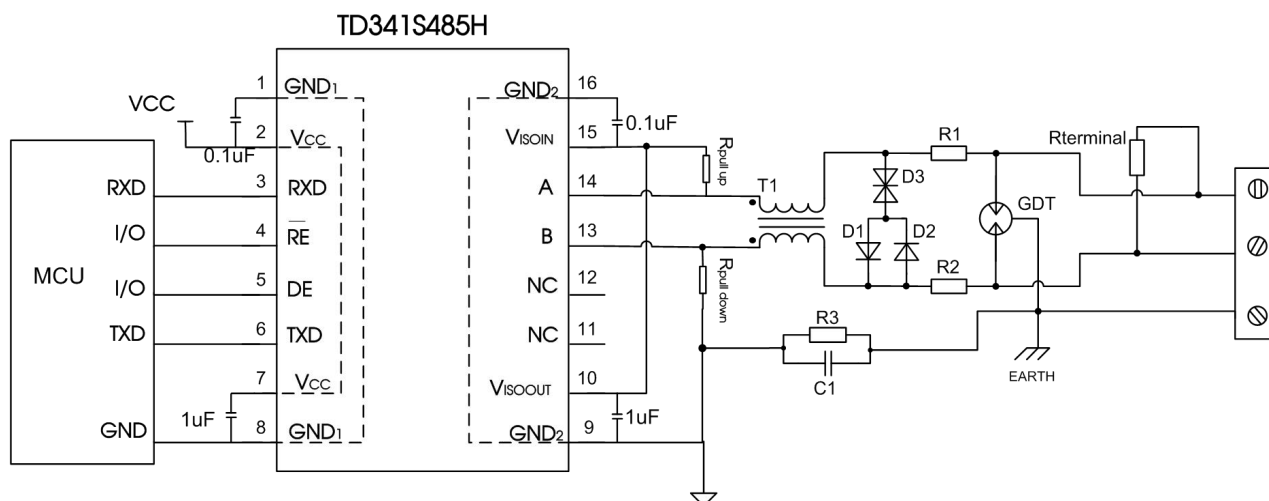 TD341S485H
1
GND1
16
GND2
VCC
0.1uF
2
VCC
VISOIN
15
0.1uF
Rpull up
R1
Rterminal
RXD
3
RXD
A
14
T1
D3
GDT
I/O
4
RE
B
13
D1
D2
MCU
I/O
5
DE
NC
12
Rpull down
R2
TXD
6
TXD
NC
11
R3
7
VCC
VISOOUT
10
C1
EARTH
1uF
1uF
GND
8
GND1
GND2
9